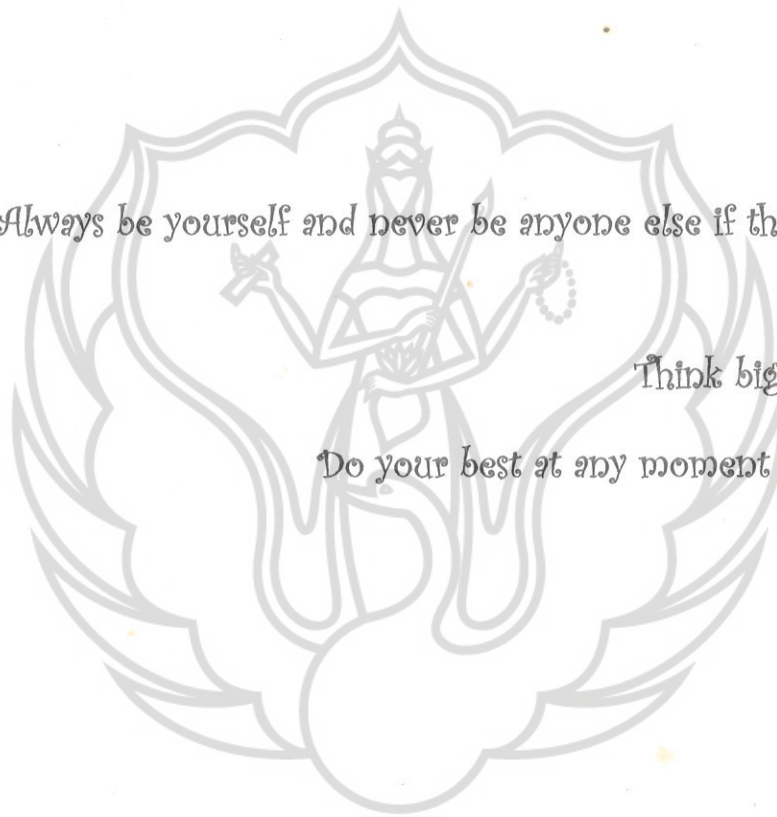 Always be yourself and never be anyone else if th
Think big
Do your best at any moment